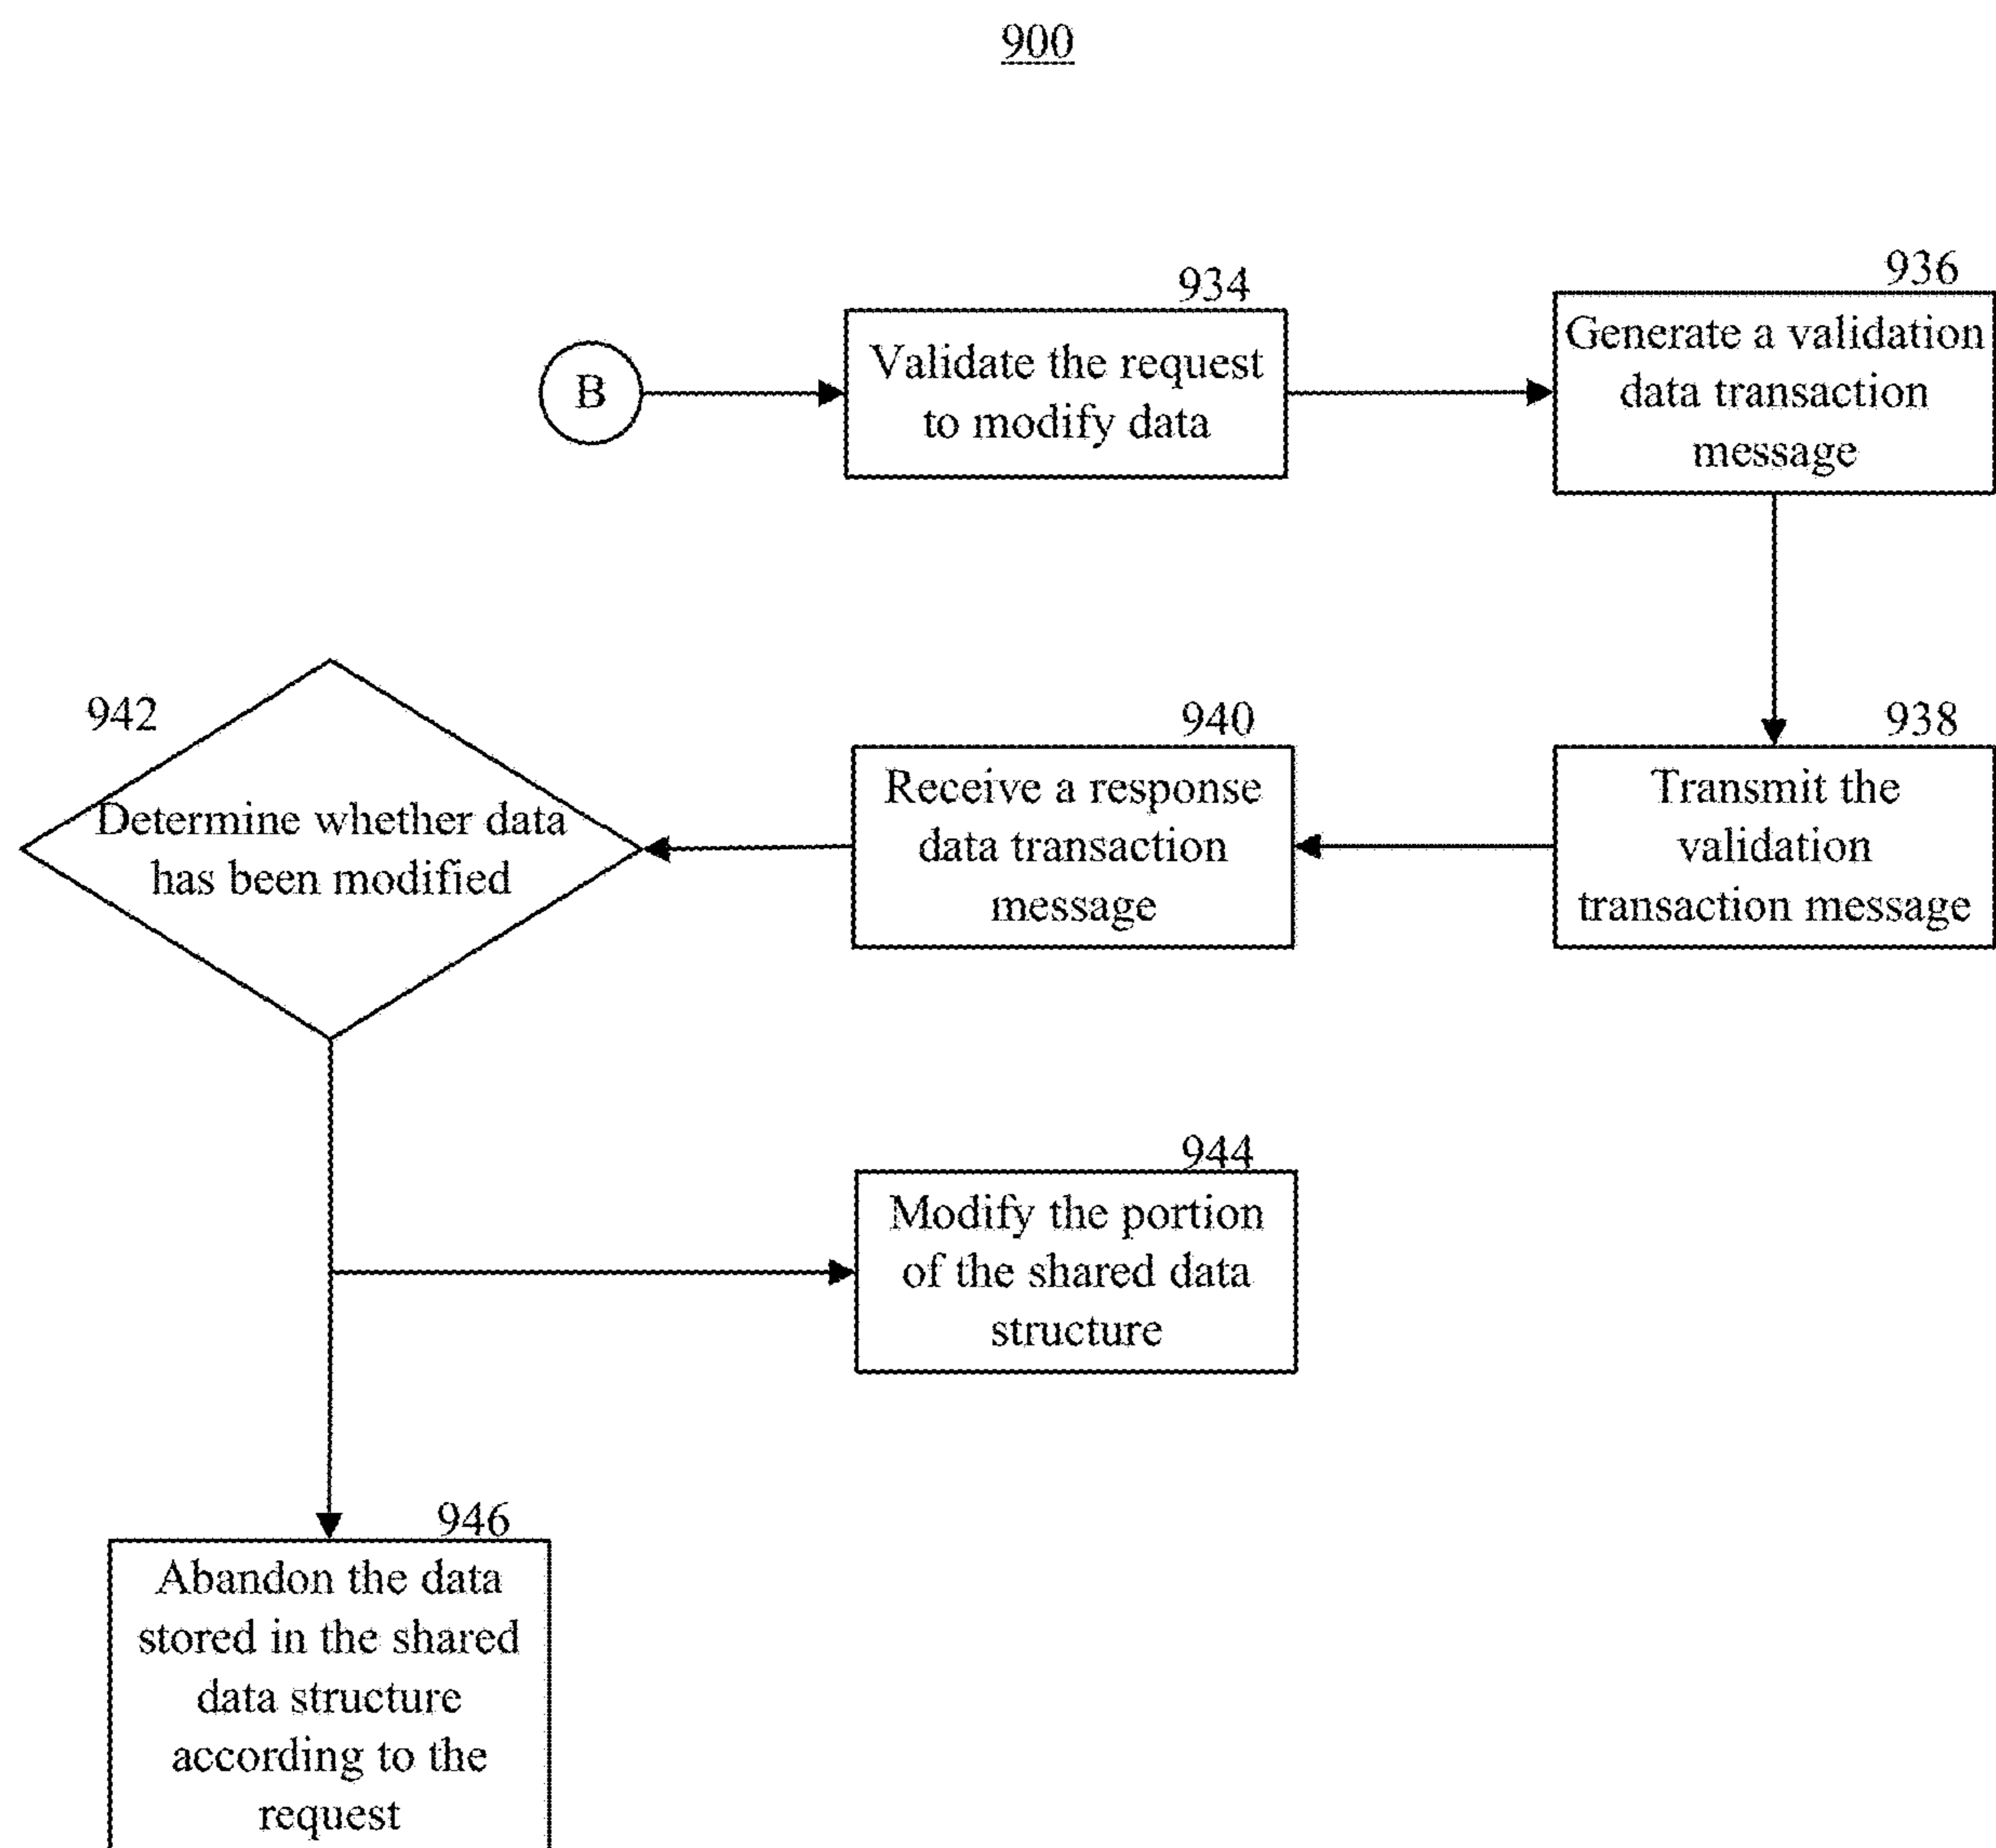 900
934
Validate the request
to modify data
B
936
Generate a validation
data transaction
message
938
Transmit the
validation
transaction message
940
Receive a response
data transaction
message
942
Determine whether data
has been modified
944
Modify the portion
of the shared data
structure
946
Abandon the data
stored in the shared
data structure
according to the
request